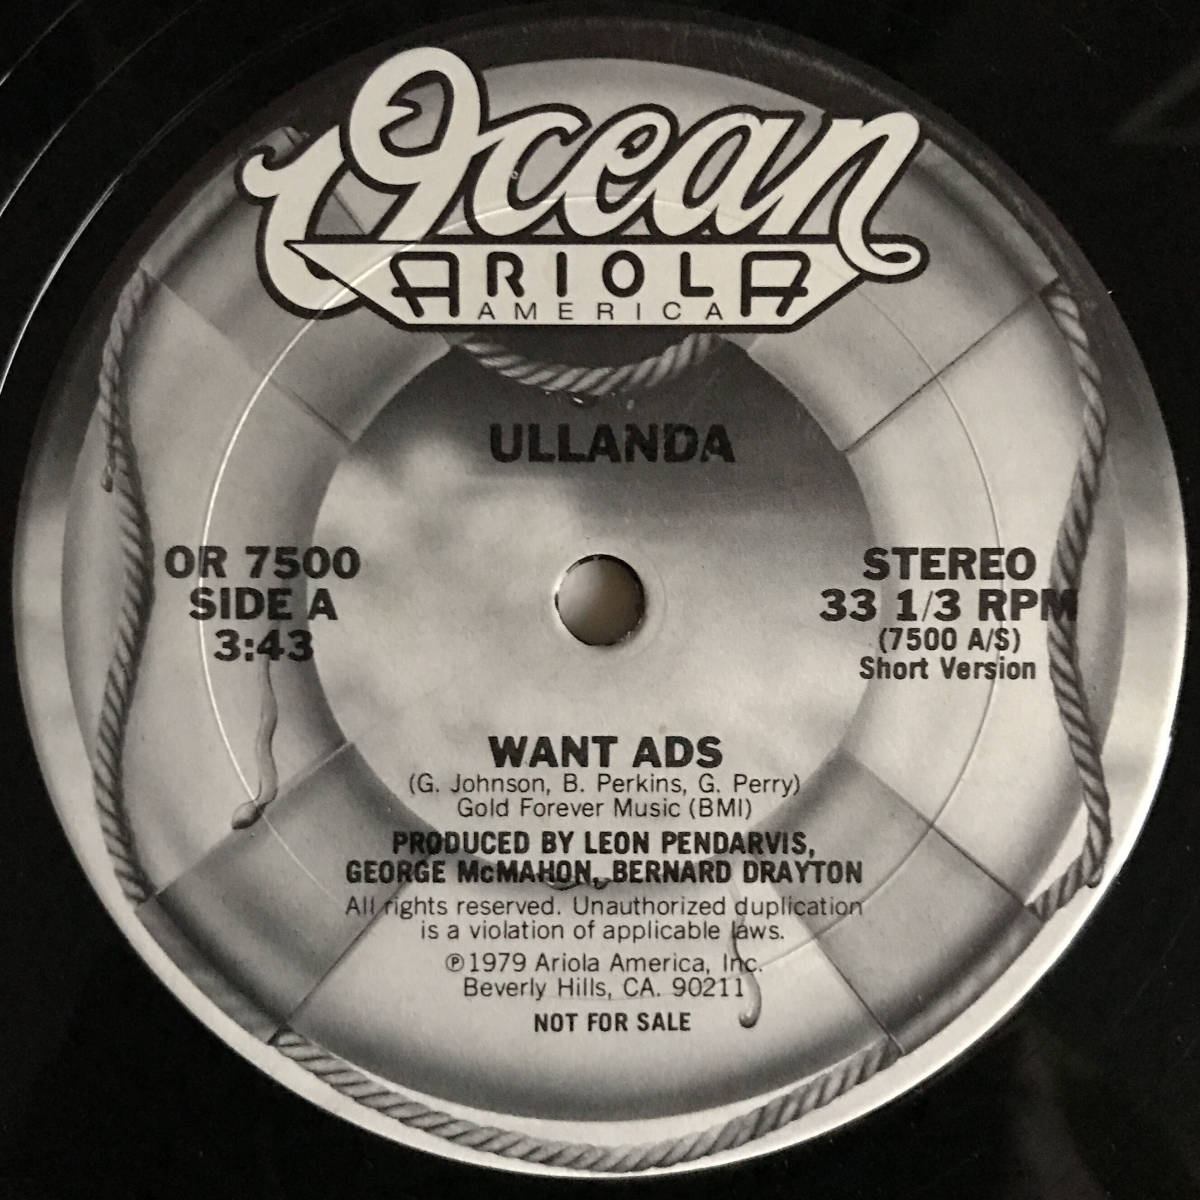 Ocean
ARIOLA
AMERICA
ULLANDA
OR 7500
SIDE A
3:43
STEREO
33 1/3 RPM
(7500 A/S)
Short Version
WANT ADS
(G. Johnson, B. Perkins, G. Perry)
Gold Forever Music (BMI)
PRODUCED BY LEON PENDARVIS,
GEORGE McMAHON, BERNARD DRAYTON
All rights reserved. Unauthorized duplication
is a violation of applicable laws.
℗1979 Ariola America, Inc.
Beverly Hills, CA. 90211
NOT FOR SALE